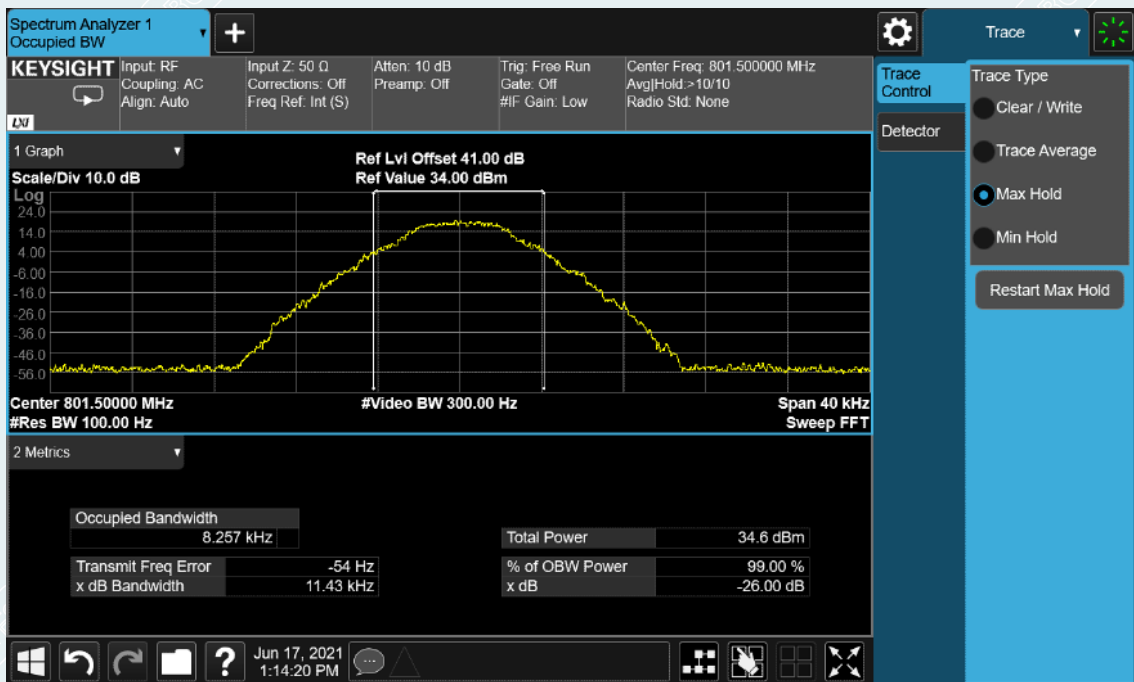 Spectrum Analyzer 1
Occupied BW
Trace
KEYSIGHT
LXI
Input: RF
Coupling: AC
Align: Auto
Input Z: 50 Ω
Corrections: Off
Freq Ref: Int (S)
Atten: 10 dB
Preamp: Off
Trig: Free Run
Gate: Off
#IF Gain: Low
Center Freq: 801.500000 MHz
Avg|Hold:>10/10
Radio Std: None
Trace
Control
Detector
Trace Type
Clear / Write
Trace Average
Max Hold
Min Hold
Restart Max Hold
1 Graph
Scale/Div 10.0 dB
Ref Lvl Offset 41.00 dB
Ref Value 34.00 dBm
Log
24.0
14.0
4.00
-6.00
-16.0
-26.0
-36.0
-46.0
-56.0
Center 801.50000 MHz
#Video BW 300.00 Hz
Span 40 kHz
#Res BW 100.00 Hz
Sweep FFT
2 Metrics
Occupied Bandwidth
8.257 kHz
Total Power 34.6 dBm
Transmit Freq Error -54 Hz
% of OBW Power 99.00 %
x dB Bandwidth 11.43 kHz
x dB -26.00 dB
?
Jun 17, 2021
1:14:20 PM